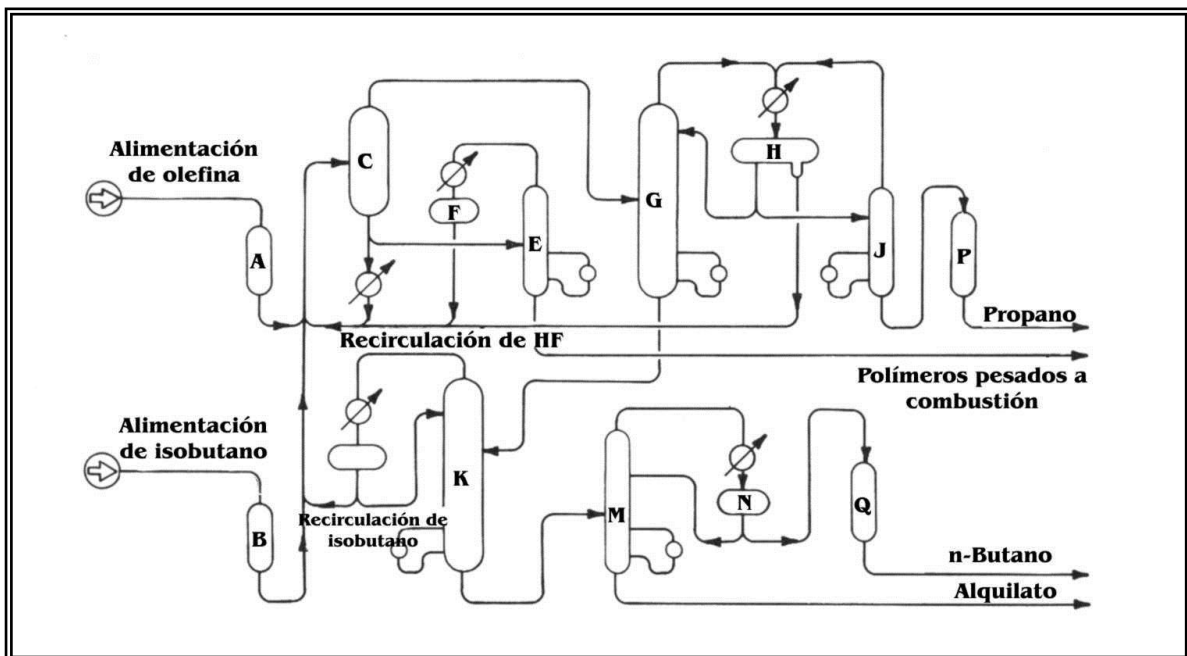 Alimentación
de olefina
A
C
F
E
G
H
J
P
Propano
Recirculación de HF
Polímeros pesados a
combustión
Alimentación
de isobutano
B
K
Recirculación de
isobutano
M
N
Q
n-Butano
Alquilato